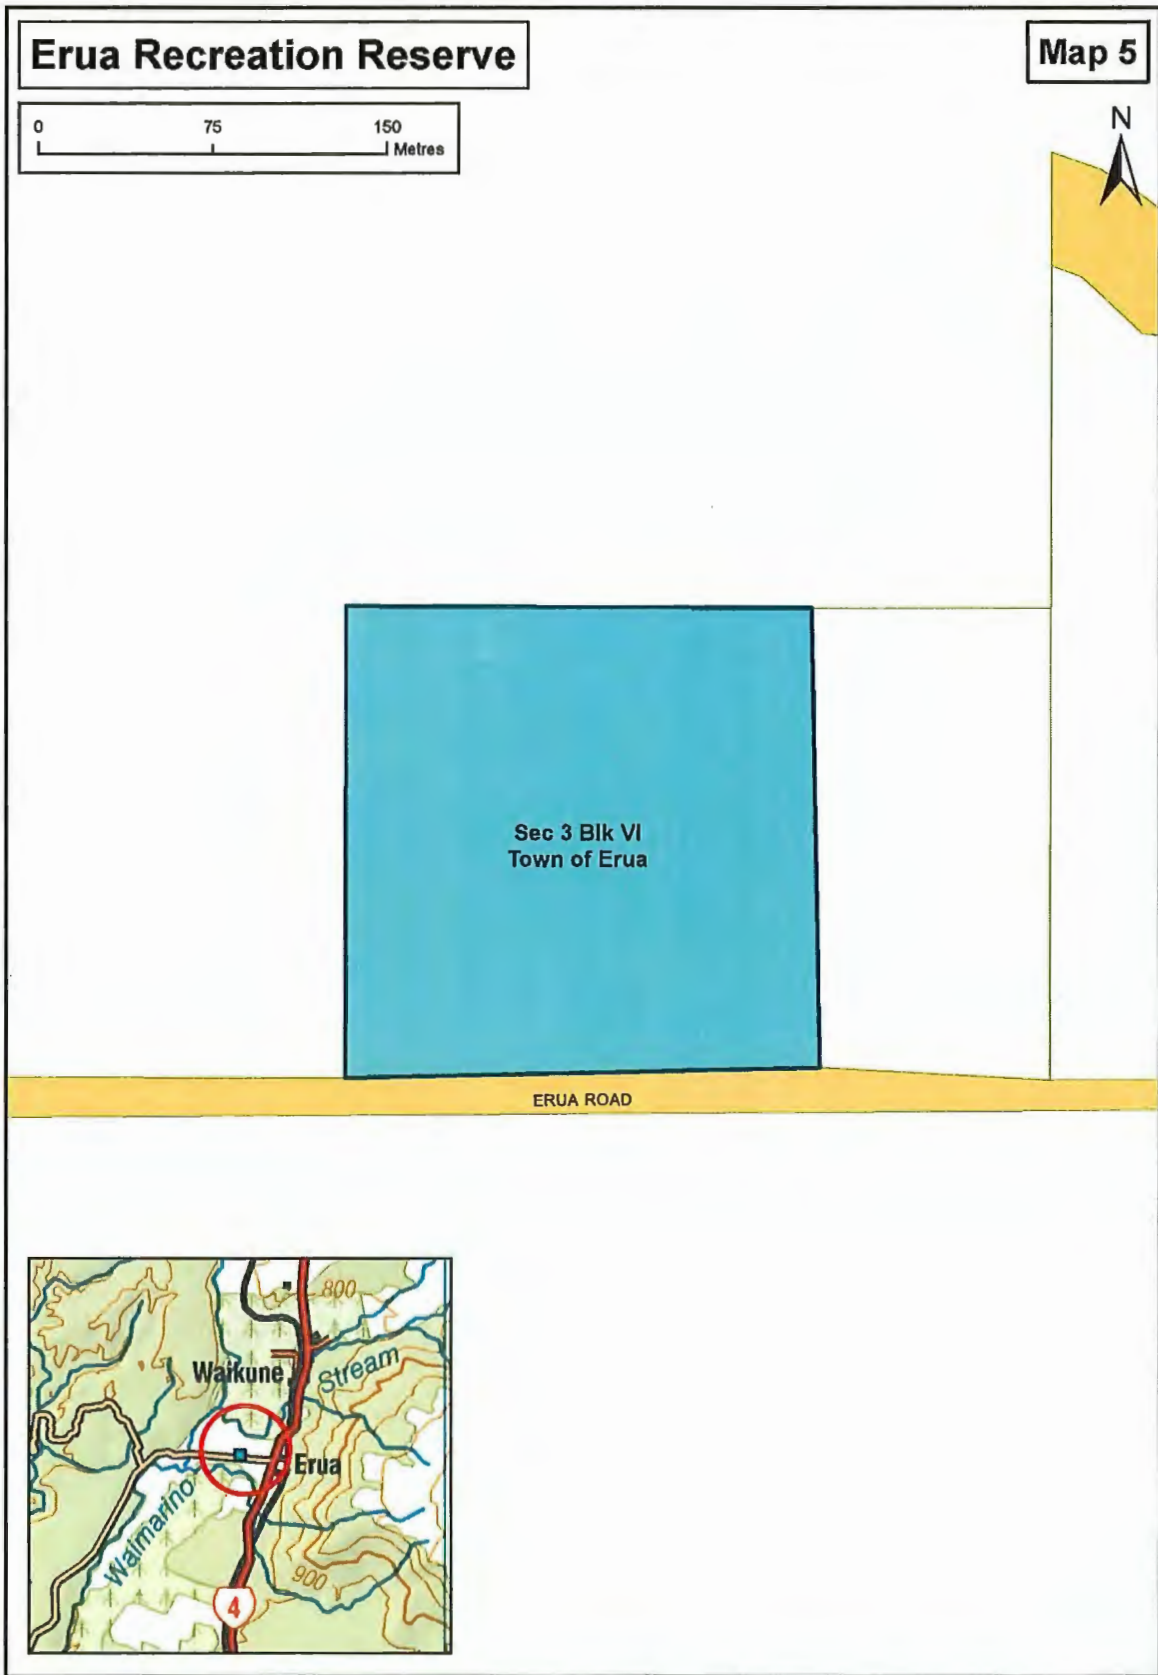 Erua Recreation Reserve
Map 5
0 75 150
Metres
N
Sec 3 Blk VI
Town of Erua
ERUA ROAD
800
Waikune
Stream
Erua
Waimarino
900
4